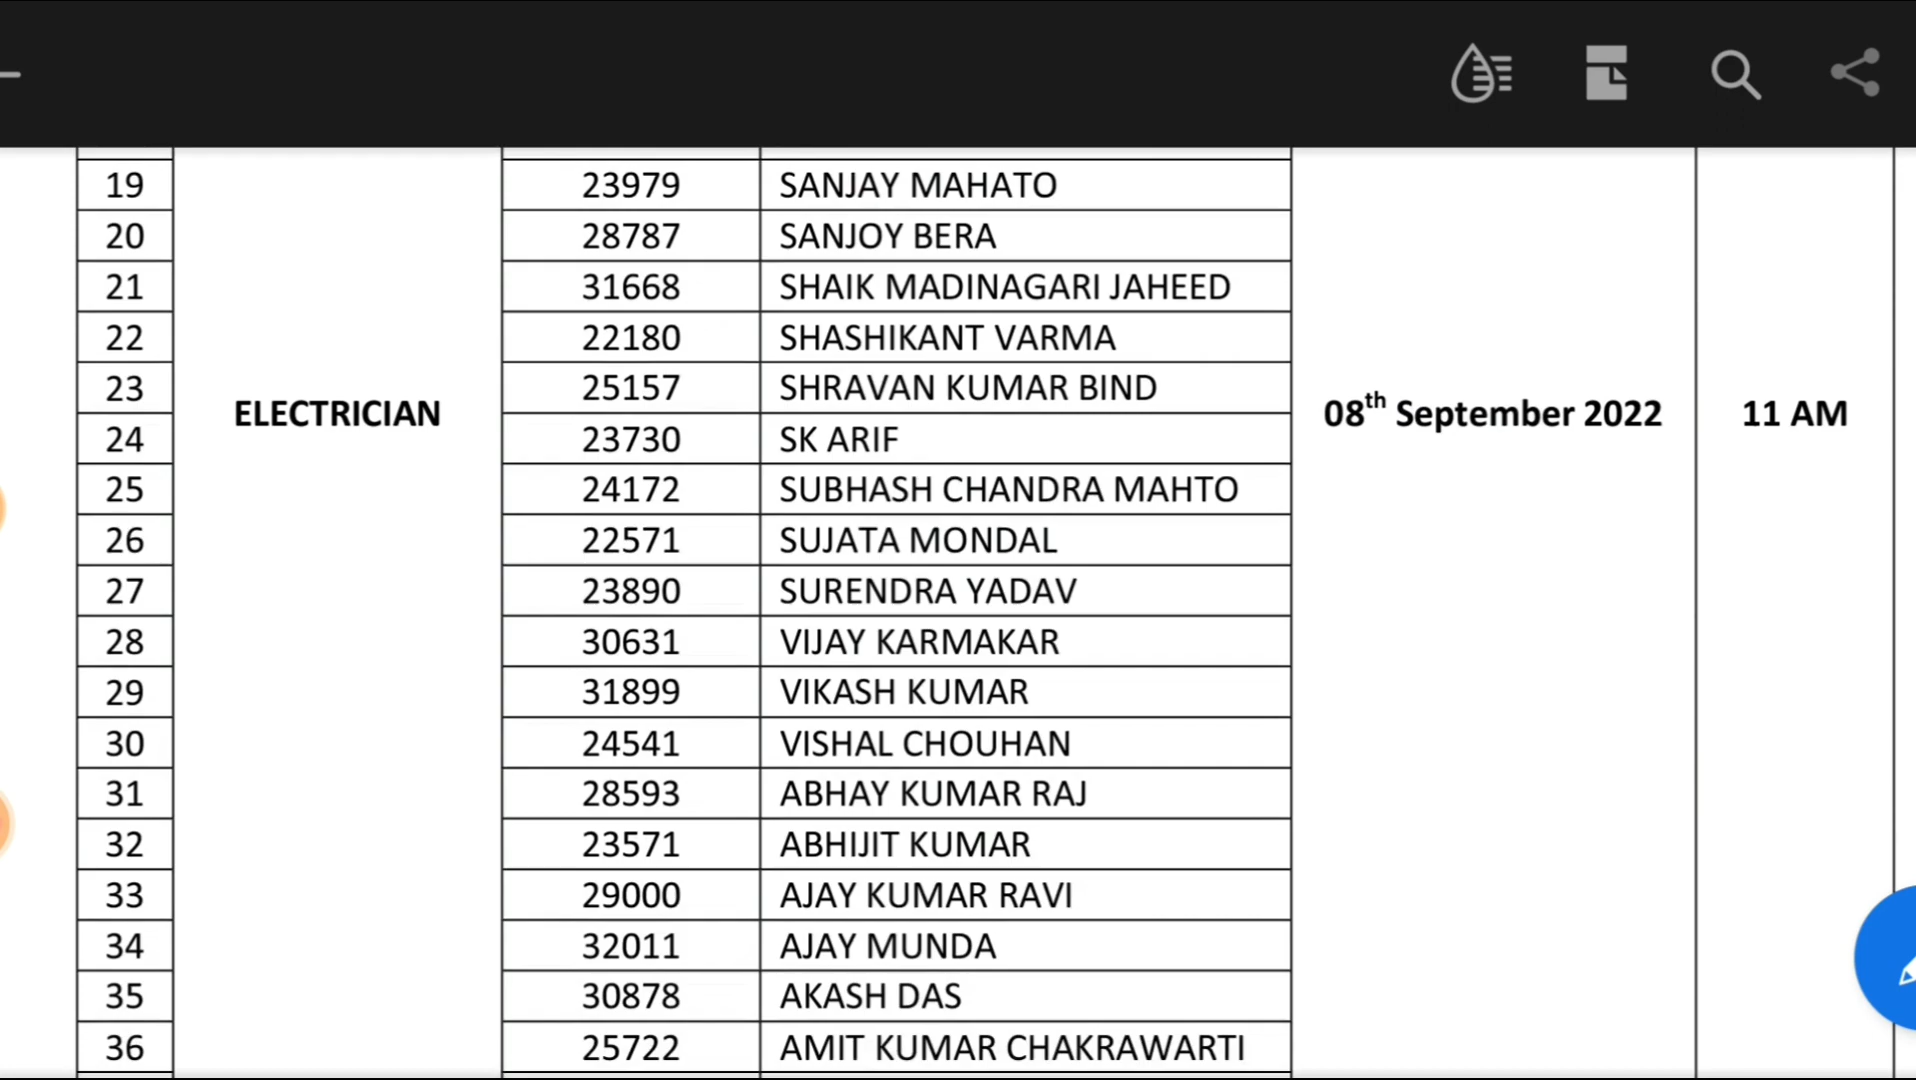 19 23979 SANJAY MAHATO
20 28787 SANJOY BERA
21 31668 SHAIK MADINAGARI JAHEED
22 22180 SHASHIKANT VARMA
23 25157 SHRAVAN KUMAR BIND
ELECTRICIAN 08th September 2022 11 AM
24 23730 SK ARIF
25 24172 SUBHASH CHANDRA MAHTO
26 22571 SUJATA MONDAL
27 23890 SURENDRA YADAV
28 30631 VIJAY KARMAKAR
29 31899 VIKASH KUMAR
30 24541 VISHAL CHOUHAN
31 28593 ABHAY KUMAR RAJ
32 23571 ABHIJIT KUMAR
33 29000 AJAY KUMAR RAVI
34 32011 AJAY MUNDA
35 30878 AKASH DAS
36 25722 AMIT KUMAR CHAKRAWARTI